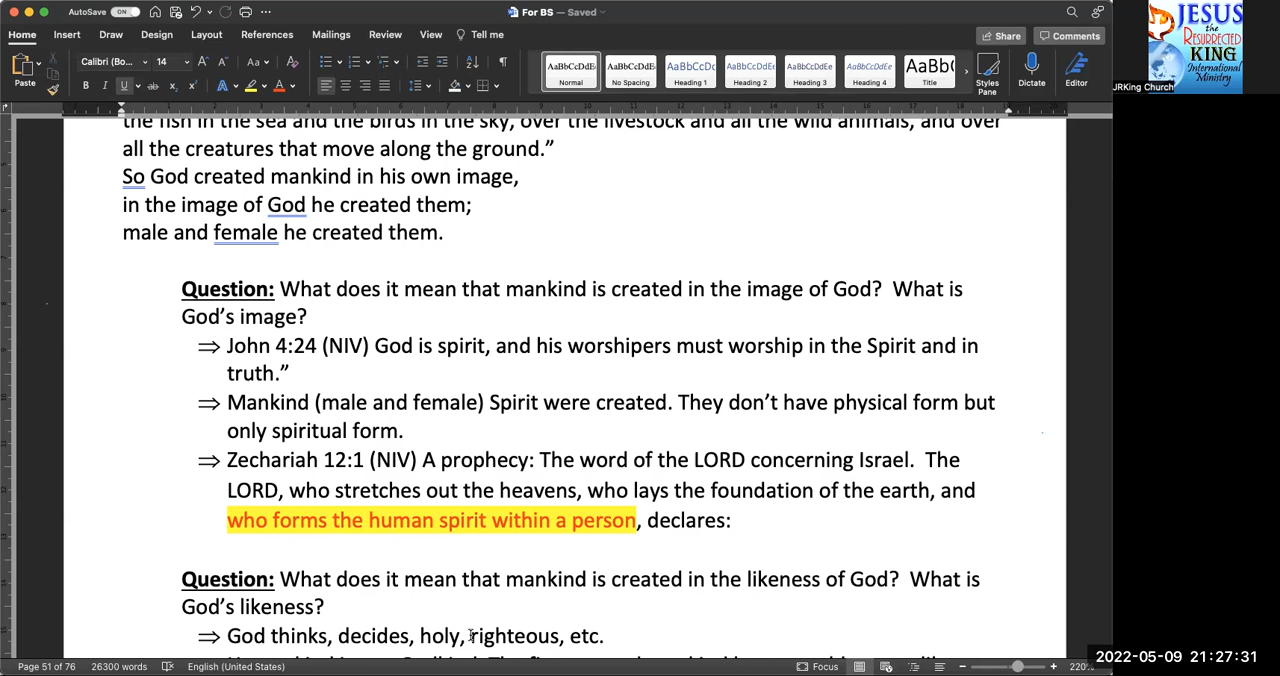 AutoSave ON
For BS — Saved
Home Insert Draw Design Layout References Mailings Review View Tell me
Share Comments
Paste
Calibri (Bo... 14
AaBbCcDdEe AaBbCcDdEe AaBbCcDc AaBbCcDdEe AaBbCcDdEe AaBbCcDdEe AaBb(
Normal No Spacing Heading 1 Heading 2 Heading 3 Heading 4 Title
Styles Pane Dictate Editor
the fish in the sea and the birds in the sky, over the livestock and all the wild animals, and over
all the creatures that move along the ground.”
So God created mankind in his own image,
in the image of God he created them;
male and female he created them.
Question: What does it mean that mankind is created in the image of God? What is
God’s image?
⇒ John 4:24 (NIV) God is spirit, and his worshipers must worship in the Spirit and in
truth.”
⇒ Mankind (male and female) Spirit were created. They don’t have physical form but
only spiritual form.
⇒ Zechariah 12:1 (NIV) A prophecy: The word of the LORD concerning Israel. The
LORD, who stretches out the heavens, who lays the foundation of the earth, and
who forms the human spirit within a person, declares:
Question: What does it mean that mankind is created in the likeness of God? What is
God’s likeness?
⇒ God thinks, decides, holy, righteous, etc.
Page 51 of 76 26300 words English (United States) Focus 220%
JESUS
the RESURRECTED
KING
International
Ministry
JRKing Church
2022-05-09 21:27:31